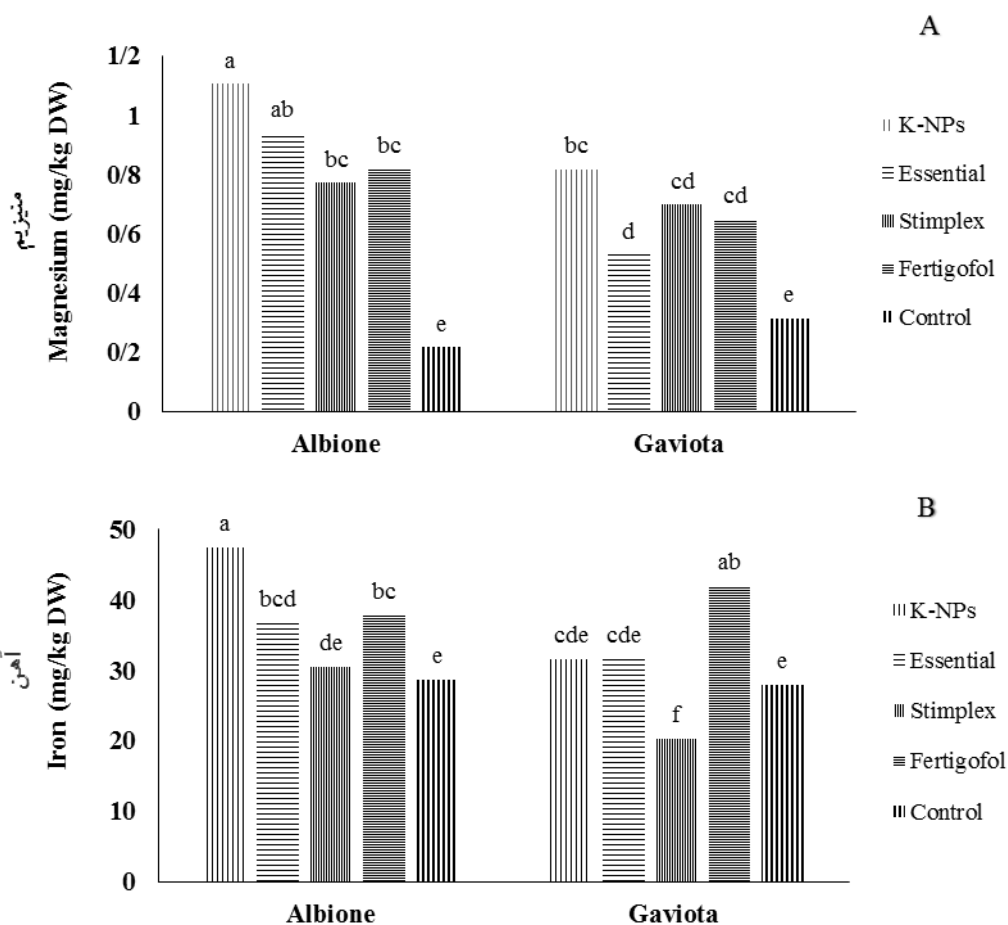 A
منیزیم
Magnesium (mg/kg DW)
1/2
1
0/8
0/6
0/4
0/2
0
a
ab
bc
bc
e
bc
d
cd
cd
e
Albione
Gaviota
K-NPs
Essential
Stimplex
Fertigofol
Control
B
آهن
Iron (mg/kg DW)
50
40
30
20
10
0
a
bcd
de
bc
e
cde
cde
f
ab
e
Albione
Gaviota
K-NPs
Essential
Stimplex
Fertigofol
Control